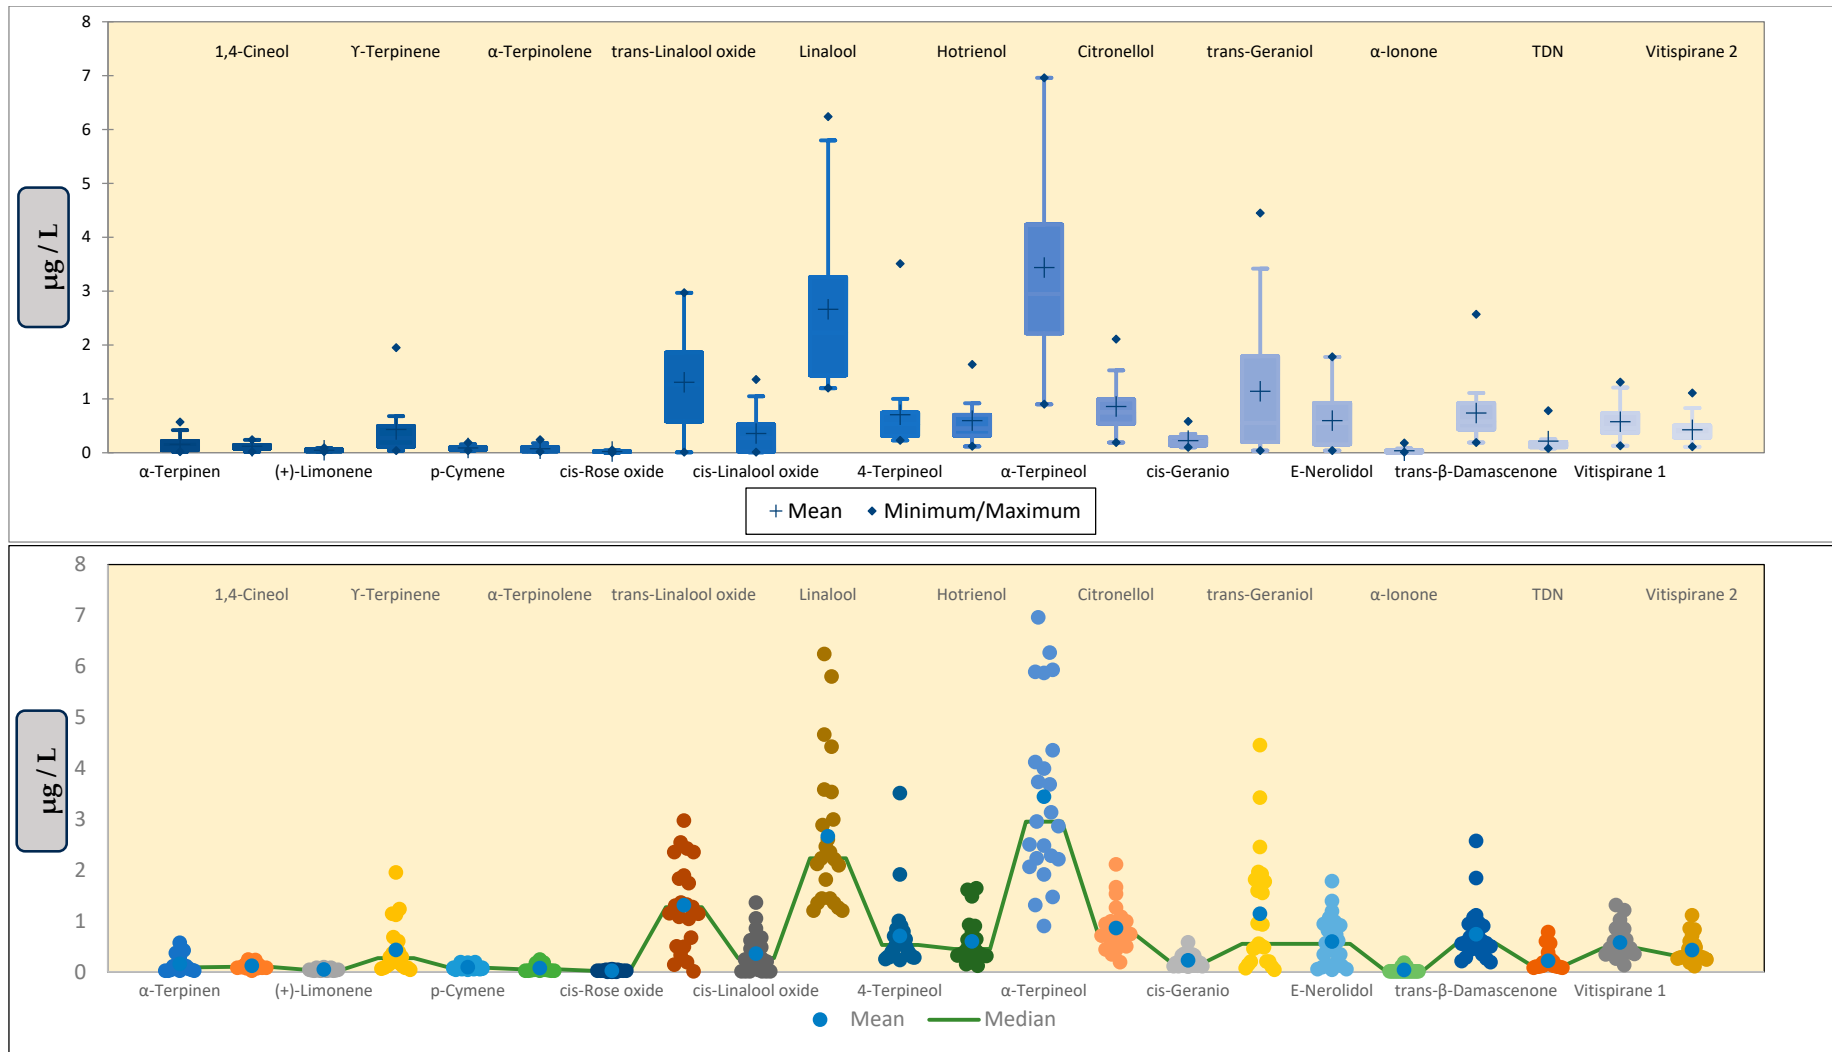 8
1,4-Cineol ϒ-Terpinene α-Terpinolene trans-Linalool oxide Linalool Hotrienol Citronellol trans-Geraniol α-Ionone TDN Vitispirane 2
7
6
5
4
3
2
1
0
µg / L
α-Terpinen (+)-Limonene p-Cymene cis-Rose oxide cis-Linalool oxide 4-Terpineol α-Terpineol cis-Geranio E-Nerolidol trans-β-Damascenone Vitispirane 1
Mean Minimum/Maximum
8
1,4-Cineol ϒ-Terpinene α-Terpinolene trans-Linalool oxide Linalool Hotrienol Citronellol trans-Geraniol α-Ionone TDN Vitispirane 2
7
6
5
4
3
2
1
0
µg / L
α-Terpinen (+)-Limonene p-Cymene cis-Rose oxide cis-Linalool oxide 4-Terpineol α-Terpineol cis-Geranio E-Nerolidol trans-β-Damascenone Vitispirane 1
Mean Median